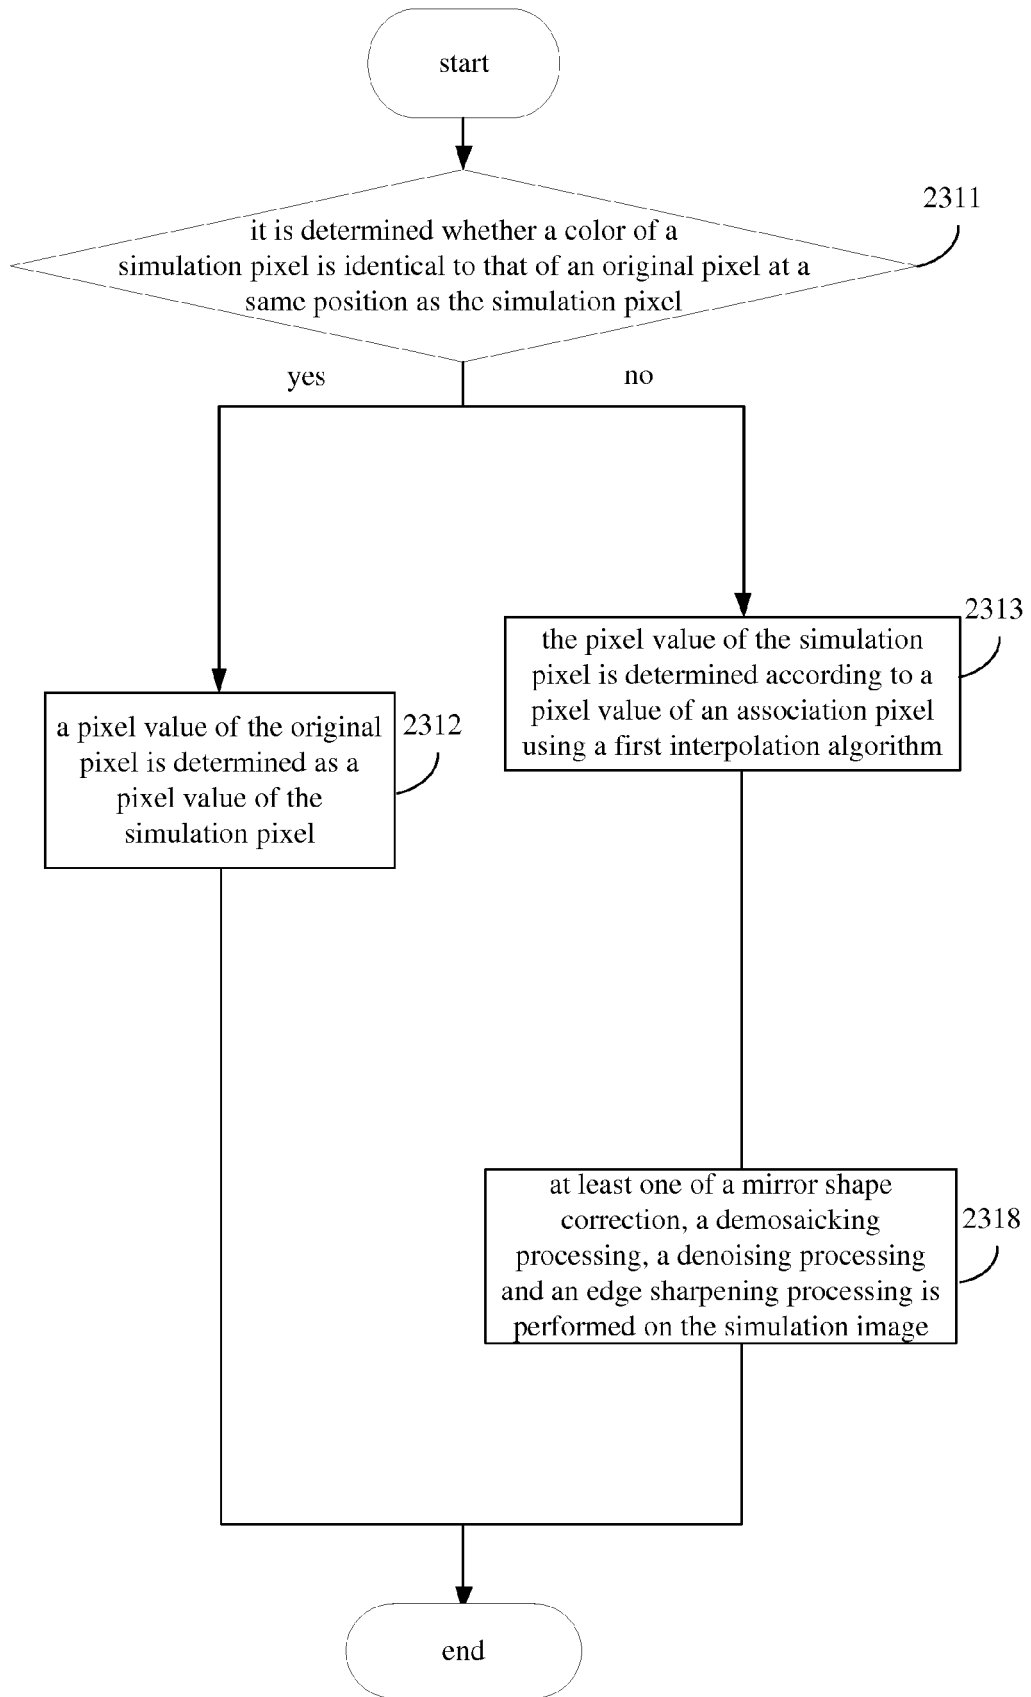 start
2311
it is determined whether a color of a
simulation pixel is identical to that of an original pixel at a
same position as the simulation pixel
yes
no
2313
the pixel value of the simulation
pixel is determined according to a
pixel value of an association pixel
using a first interpolation algorithm
2312
a pixel value of the original
pixel is determined as a
pixel value of the
simulation pixel
at least one of a mirror shape
correction, a demosaicking
processing, a denoising processing
and an edge sharpening processing is
performed on the simulation image
2318
end